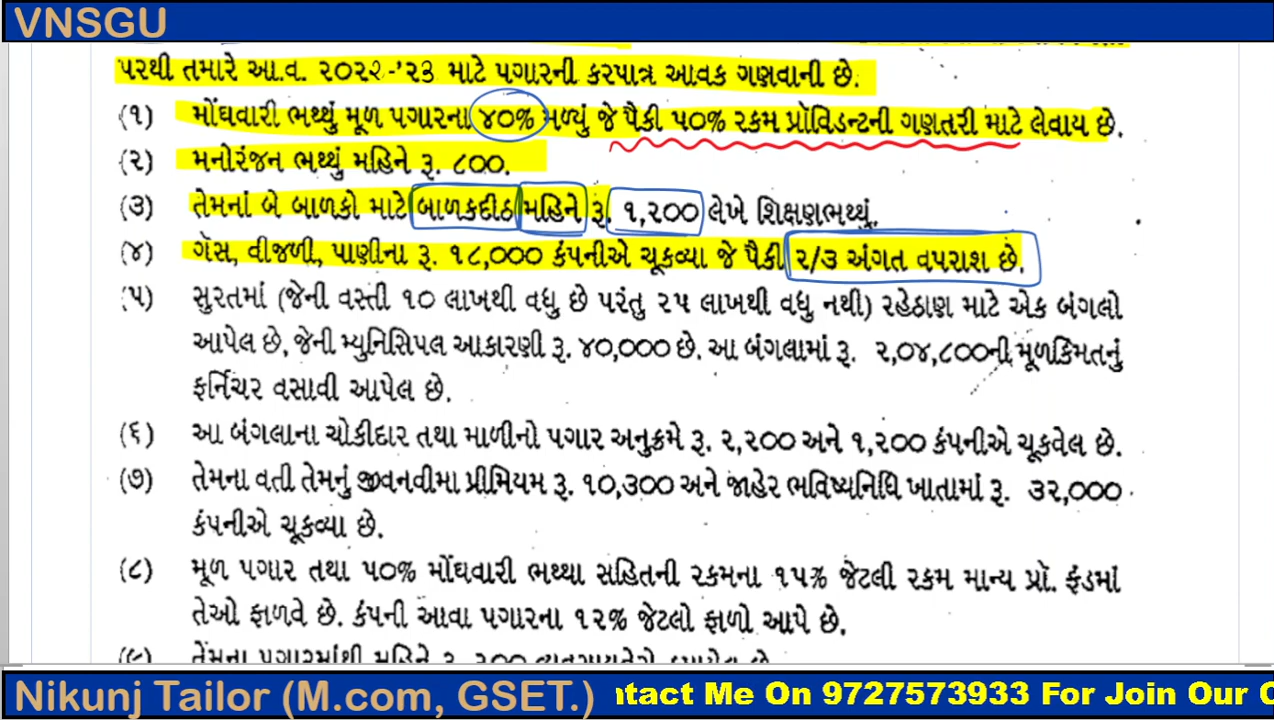 VNSGU
પરથી તમારે આ.વ. ૨૦૨૨-'૨૩ માટે પગારની કરપાત્ર આવક ગણવાની છે.
(૧) મોંઘવારી ભથ્થું મૂળ પગારના ૪૦% મળ્યું જે પૈકી ૫૦% રકમ પ્રૉવિડન્ટની ગણતરી માટે લેવાય છે.
(૨) મનોરંજન ભથ્થું મહિને રૂ. ૮૦૦.
(૩) તેમનાં બે બાળકો માટે બાળકદીઠ મહિને રૂ. ૧,૨૦૦ લેખે શિક્ષણભથ્થું.
(૪) ગૅસ, વીજળી, પાણીના રૂ. ૧૮,૦૦૦ કંપનીએ ચૂકવ્યા જે પૈકી ૨/૩ અંગત વપરાશ છે.
(૫) સુરતમાં (જેની વસ્તી ૧૦ લાખથી વધુ છે પરંતુ ૨૫ લાખથી વધુ નથી) રહેઠાણ માટે એક બંગલો
આપેલ છે, જેની મ્યુનિસિપલ આકારણી રૂ. ૪૦,૦૦૦ છે. આ બંગલામાં રૂ. ૨,૦૪,૮૦૦ની મૂળકિંમતનું
ફર્નિચર વસાવી આપેલ છે.
(૬) આ બંગલાના ચોકીદાર તથા માળીનો પગાર અનુક્રમે રૂ. ૨,૨૦૦ અને ૧,૨૦૦ કંપનીએ ચૂકવેલ છે.
(૭) તેમના વતી તેમનું જીવનવીમા પ્રીમિયમ રૂ. ૧૦,૩૦૦ અને જાહેર ભવિષ્યનિધિ ખાતામાં રૂ. ૩૨,૦૦૦
કંપનીએ ચૂકવ્યા છે.
(૮) મૂળ પગાર તથા ૫૦% મોંઘવારી ભથ્થા સહિતની રકમના ૧૫% જેટલી રકમ માન્ય પ્રૉ. ફંડમાં
તેઓ ફાળવે છે. કંપની આવા પગારના ૧૨% જેટલો ફાળો આપે છે.
(૯) તેમના પગારમાંથી મહિને રૂ. ૨૦૦
Nikunj Tailor (M.com, GSET.) ntact Me On 9727573933 For Join Our C